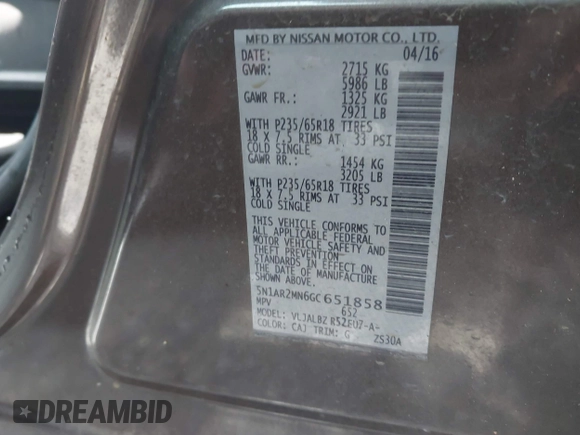 MFD BY NISSAN MOTOR CO., LTD.
DATE: 04/16
GVWR: 2715 KG
5986 LB
GAWR FR.: 1325 KG
2921 LB
WITH P235/65R18 TIRES
18 X 7.5 RIMS AT 33 PSI
COLD SINGLE
GAWR RR.: 1454 KG
3205 LB
WITH P235/65R18 TIRES
18 X 7.5 RIMS AT 33 PSI
COLD SINGLE
THIS VEHICLE CONFORMS TO
ALL APPLICABLE FEDERAL
MOTOR VEHICLE SAFETY AND
THEFT PREVENTION
STANDARDS IN EFFECT ON
THE DATE OF MANUFACTURE
SHOWN ABOVE.
5N1AR2MN6GC651858
MPV 6S2
MODEL: VLJALBZ R52EUZ-A-
COLOR: CAJ TRIM: G ZS30A
DREAMBID